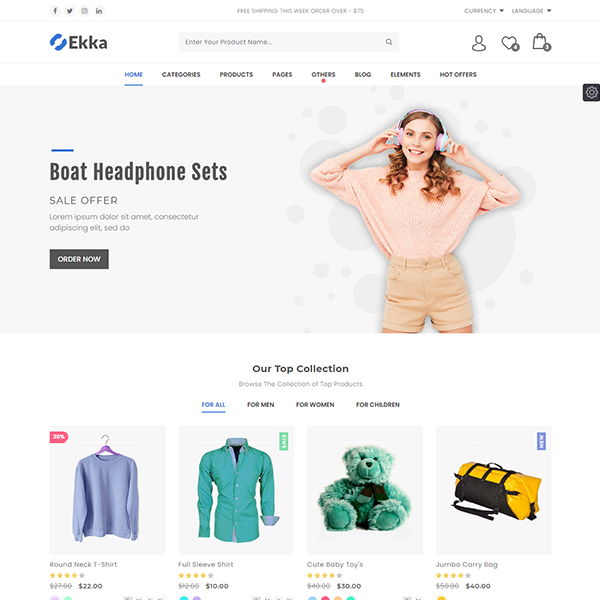 FREE SHIPPING THIS WEEK ORDER OVER - $75
CURRENCY
LANGUAGE
Ekka
Enter Your Product Name...
4
3
HOME
CATEGORIES
PRODUCTS
PAGES
OTHERS
BLOG
ELEMENTS
HOT OFFERS
Boat Headphone Sets
SALE OFFER
Lorem ipsum dolor sit amet, consectetur
adipiscing elit, sed do
ORDER NOW
Our Top Collection
Browse The Collection of Top Products
FOR ALL
FOR MEN
FOR WOMEN
FOR CHILDREN
30%
SALE
NEW
Round Neck T-Shirt
Full Sleeve Shirt
Cute Baby Toy's
Jumbo Carry Bag
$27.00 $22.00
$12.00 $10.00
$40.00 $30.00
$50.00 $40.00